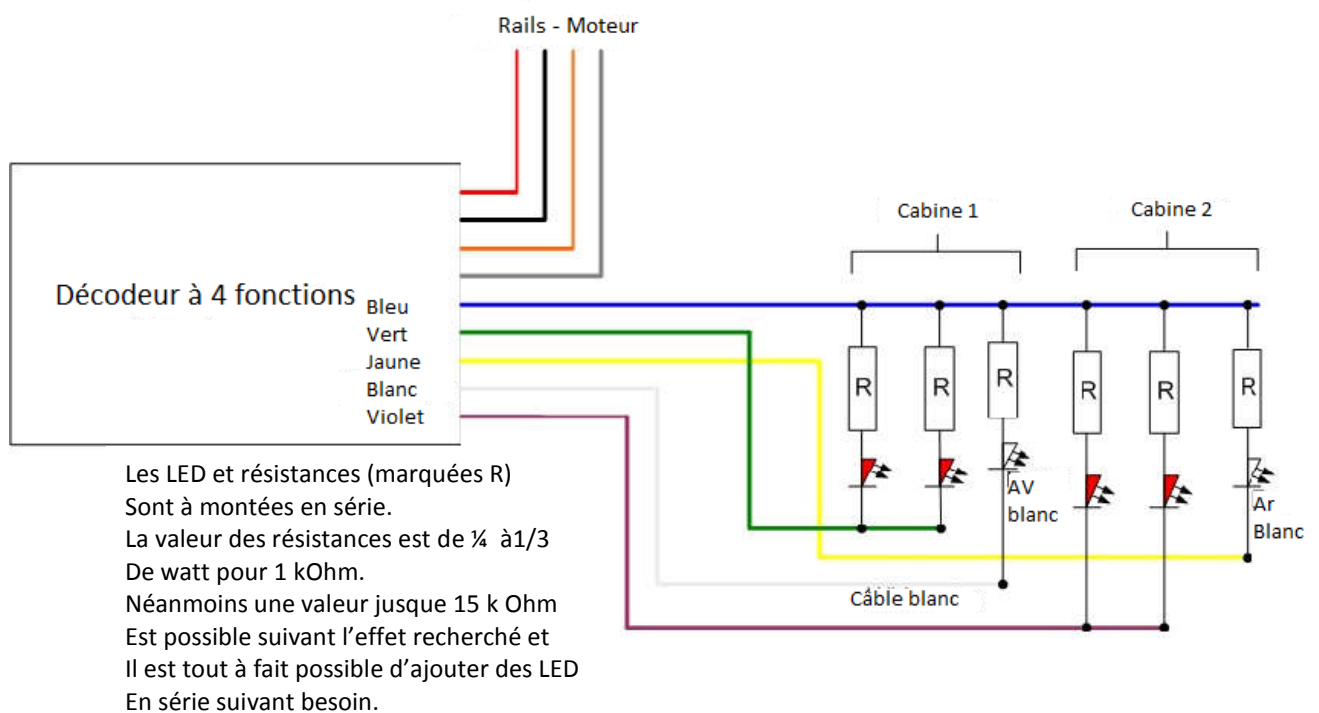 Rails - Moteur
Cabine 1
Cabine 2
Décodeur à 4 fonctions
Bleu
Vert
Jaune
Blanc
Violet
R
R
R
R
R
R
AV
blanc
Ar
Blanc
Câble blanc
Les LED et résistances (marquées R)
Sont à montées en série.
La valeur des résistances est de ¼ à1/3
De watt pour 1 kOhm.
Néanmoins une valeur jusque 15 k Ohm
Est possible suivant l’effet recherché et
Il est tout à fait possible d’ajouter des LED
En série suivant besoin.